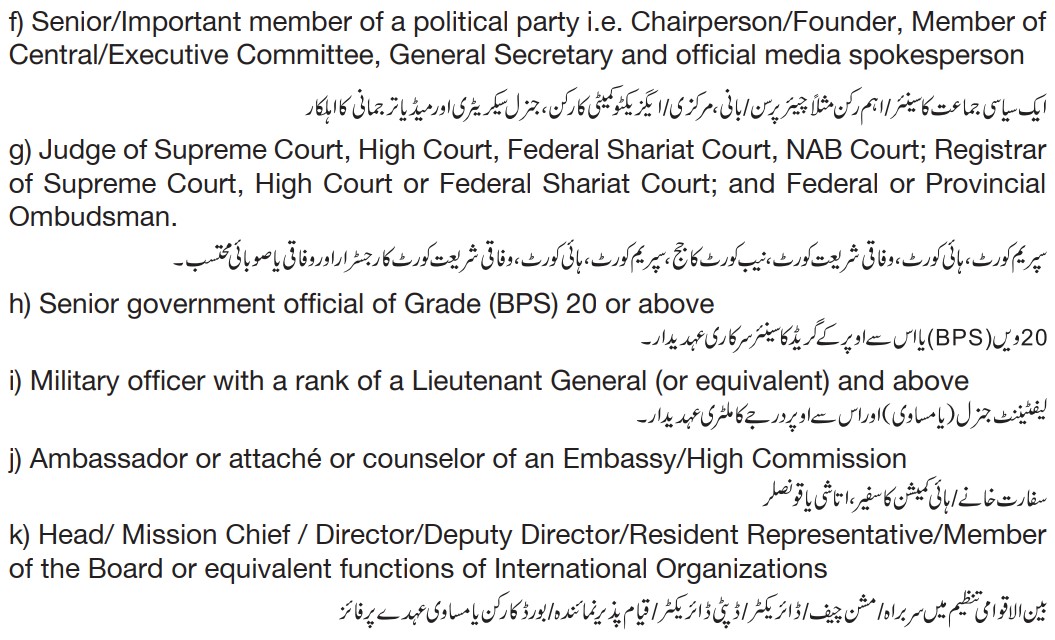 f) Senior/Important member of a political party i.e. Chairperson/Founder, Member of
Central/Executive Committee, General Secretary and official media spokesperson
ایک سیاسی جماعت کا سینئر/اہم رکن مثلاً چیئرپرسن/بانی، مرکزی/ایگزیکٹو کمیٹی کا رکن، جنرل سیکریٹری اور میڈیا ترجمانی کا اہلکار
g) Judge of Supreme Court, High Court, Federal Shariat Court, NAB Court; Registrar
of Supreme Court, High Court or Federal Shariat Court; and Federal or Provincial
Ombudsman.
سپریم کورٹ، ہائی کورٹ، وفاقی شریعت کورٹ، نیب کورٹ کا جج، سپریم کورٹ، ہائی کورٹ، وفاقی شریعت کورٹ کا رجسٹرار اور وفاقی یا صوبائی محتسب۔
h) Senior government official of Grade (BPS) 20 or above
20ویں (BPS) یا اس سے اوپر کے گریڈ کا سینئر سرکاری عہدیدار۔
i) Military officer with a rank of a Lieutenant General (or equivalent) and above
لیفٹیننٹ جنرل (یا مساوی) اور اس سے اوپر درجے کا ملٹری عہدیدار۔
j) Ambassador or attaché or counselor of an Embassy/High Commission
سفارت خانے/ہائی کمیشن کا سفیر، اتاشی یا قونصلر
k) Head/ Mission Chief / Director/Deputy Director/Resident Representative/Member
of the Board or equivalent functions of International Organizations
بین الاقوامی تنظیم میں سربراہ/مشن چیف/ڈائریکٹر/ڈپٹی ڈائریکٹر/قیام پذیر نمائندہ/بورڈ کا رکن یا مساوی عہدے پر فائز